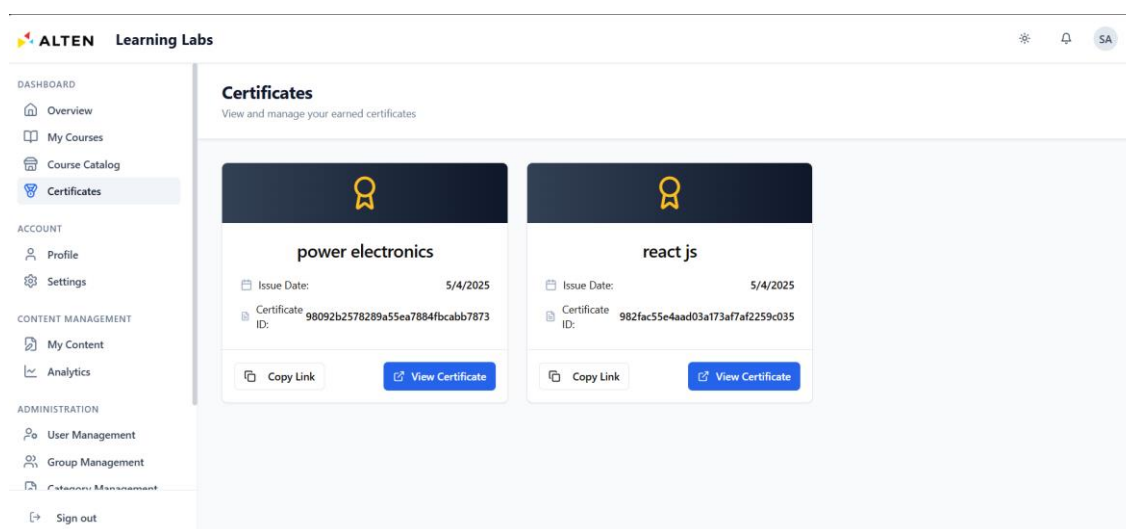 ALTEN Learning Labs
SA
DASHBOARD
Overview
My Courses
Course Catalog
Certificates
ACCOUNT
Profile
Settings
CONTENT MANAGEMENT
My Content
Analytics
ADMINISTRATION
User Management
Group Management
Category Management
Sign out
Certificates
View and manage your earned certificates
power electronics
Issue Date: 5/4/2025
Certificate ID: 98092b2578289a55ea7884fbcabb7873
Copy Link
View Certificate
react js
Issue Date: 5/4/2025
Certificate ID: 982fac55e4aad03a173af7af2259c035
Copy Link
View Certificate